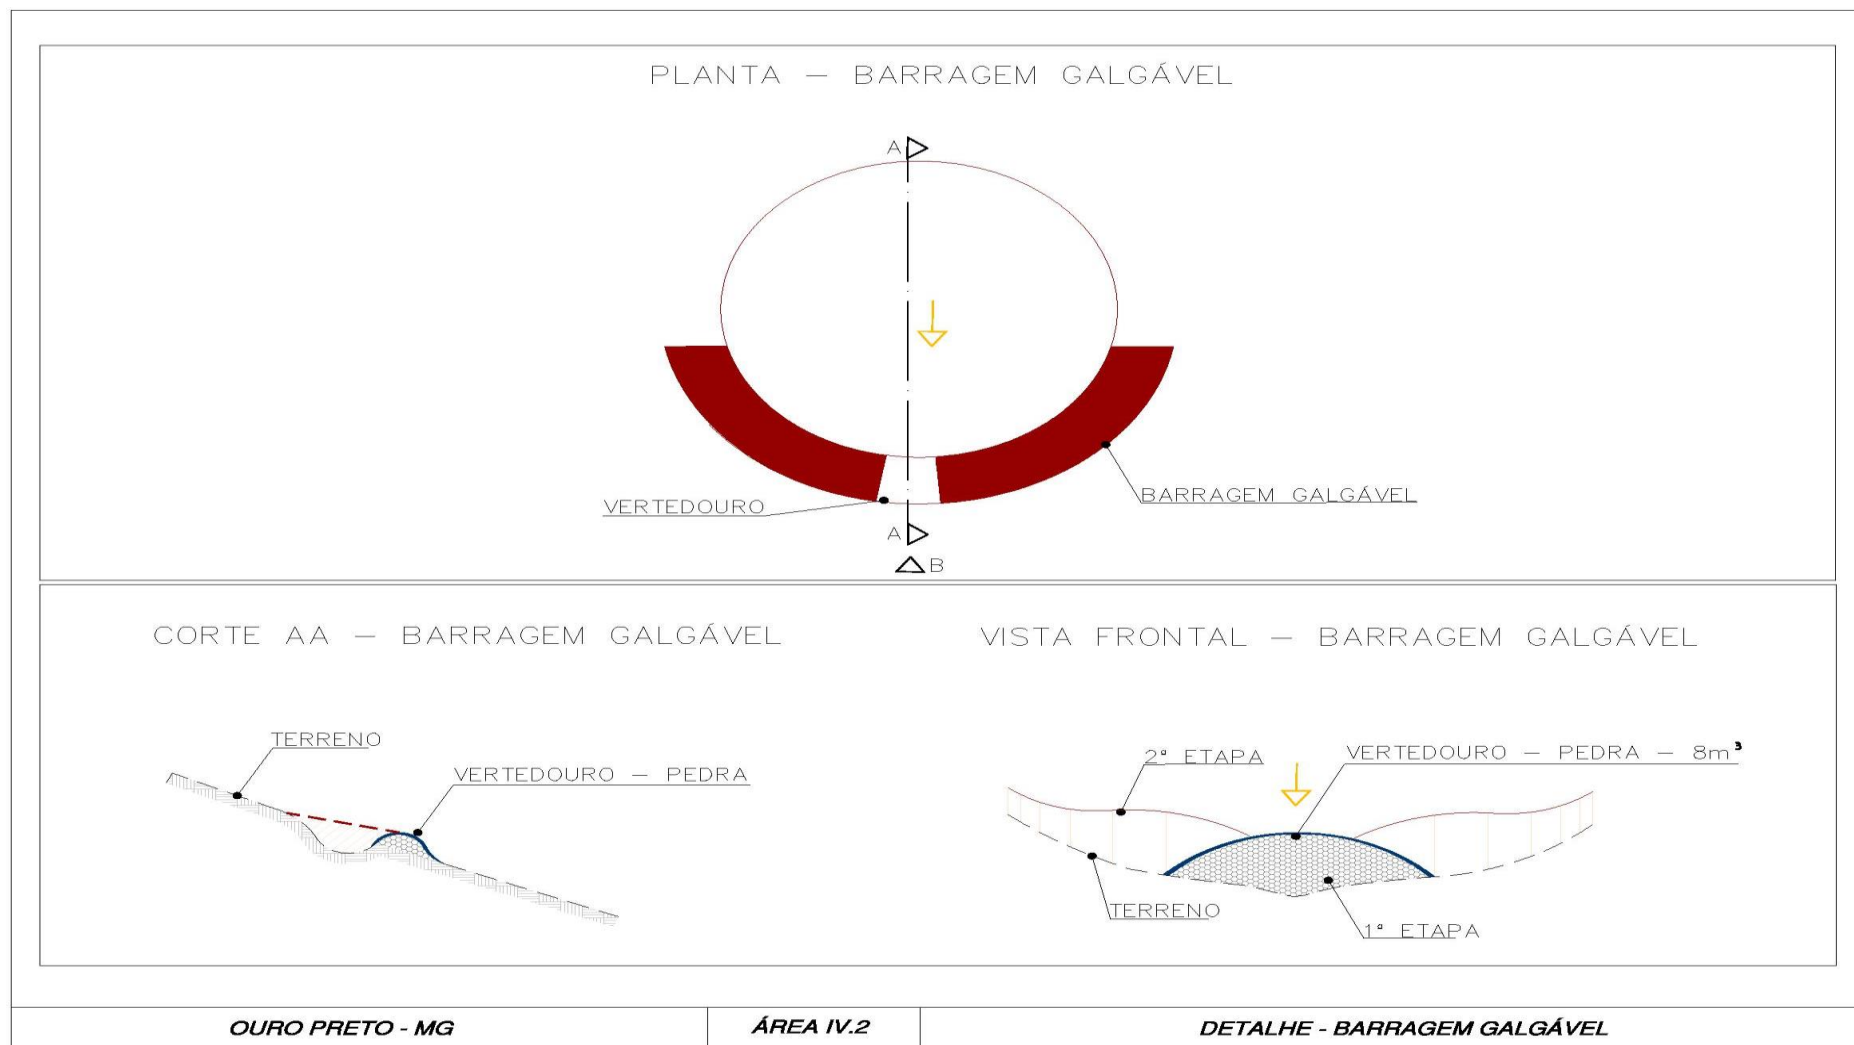 PLANTA — BARRAGEM GALGÁVEL
A
BARRAGEM GALGÁVEL
VERTEDOURO
A
B
CORTE AA — BARRAGEM GALGÁVEL
VISTA FRONTAL — BARRAGEM GALGÁVEL
TERRENO
VERTEDOURO — PEDRA
2ª ETAPA
VERTEDOURO — PEDRA — 8m³
TERRENO
1ª ETAPA
OURO PRETO - MG
ÁREA IV.2
DETALHE - BARRAGEM GALGÁVEL